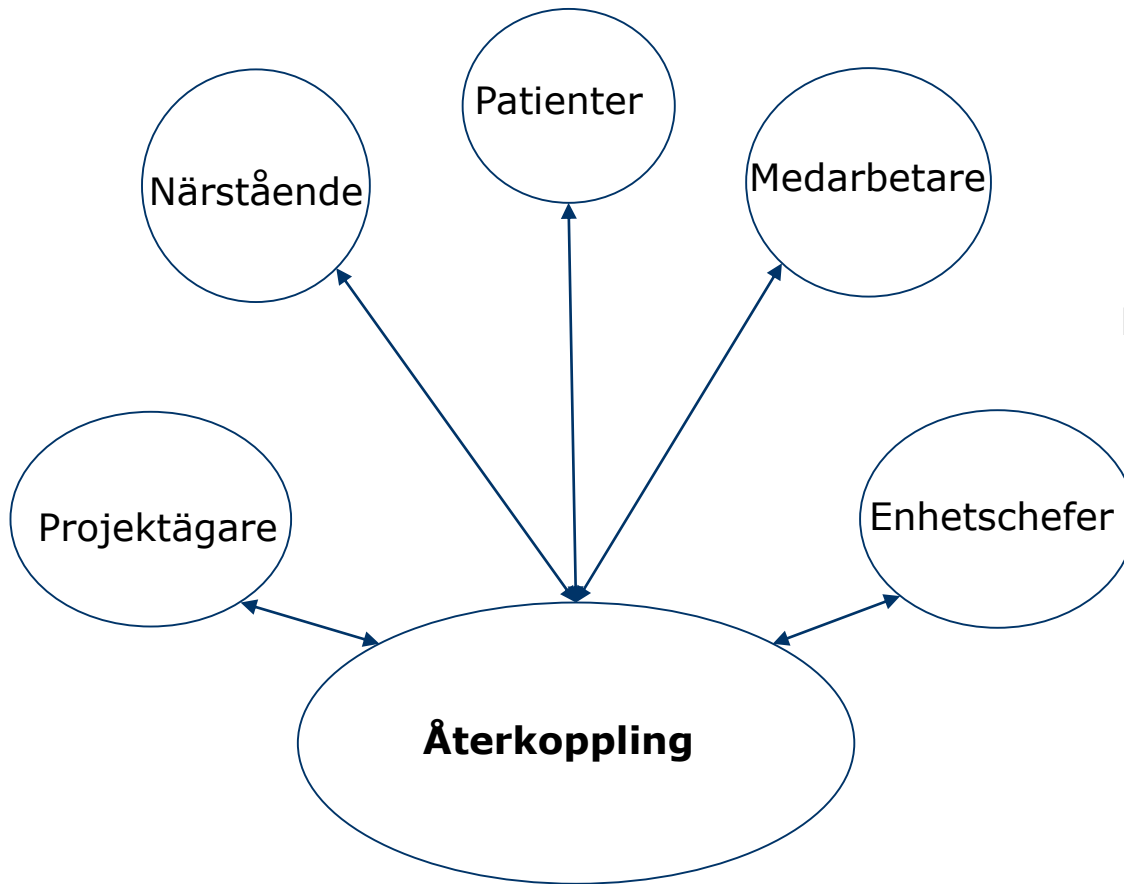 Patienter
Närstående
Medarbetare
Projektägare
Enhetschefer
Återkoppling